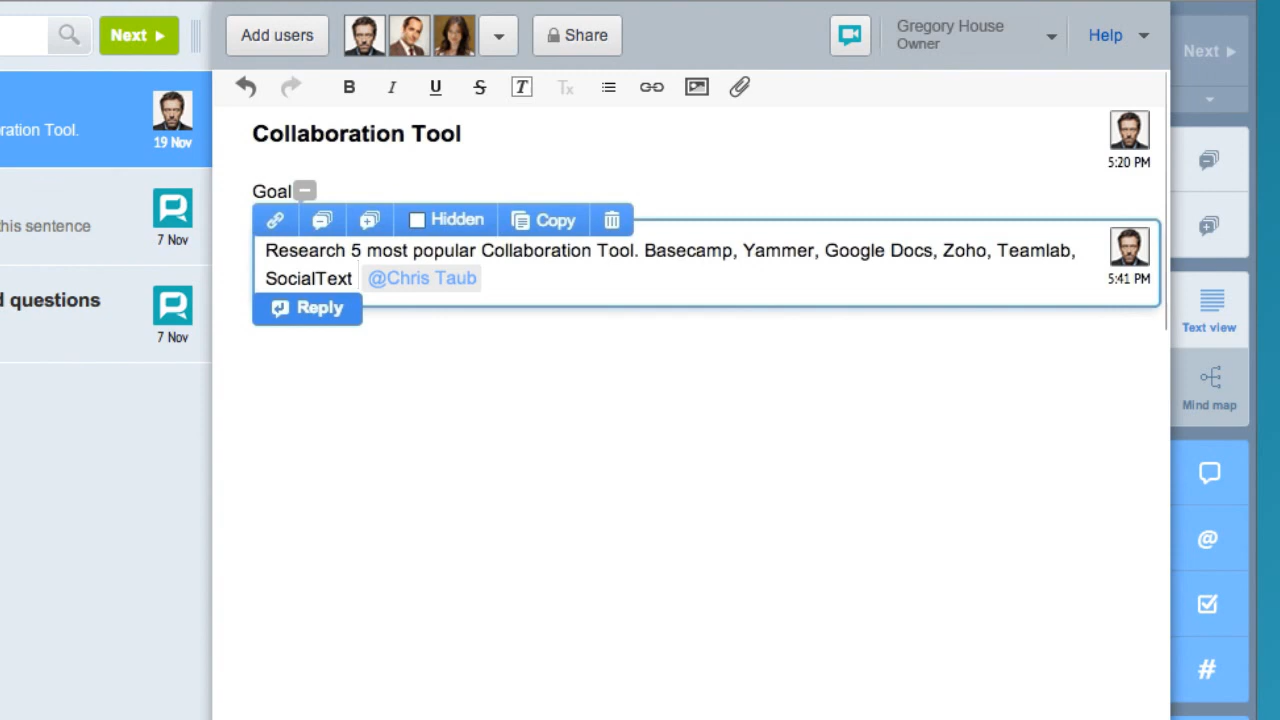 Next ▶
Add users
Share
Gregory House
Owner
Help
Next ▶
B I U S T Tx
ration Tool.
19 Nov
Collaboration Tool
5:20 PM
Goal
this sentence
7 Nov
Hidden
Copy
Research 5 most popular Collaboration Tool. Basecamp, Yammer, Google Docs, Zoho, Teamlab,
SocialText @Chris Taub
5:41 PM
Reply
d questions
7 Nov
Text view
Mind map
@
#